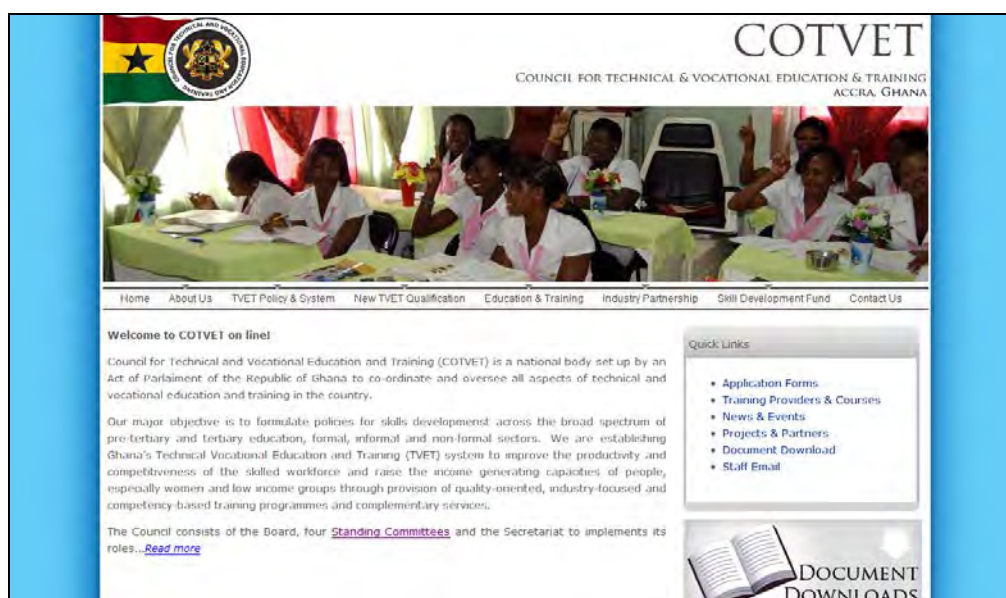 COUNCIL FOR TECHNICAL AND VOCATIONAL EDUCATION AND TRAINING
COTVET
COUNCIL FOR TECHNICAL & VOCATIONAL EDUCATION & TRAINING
ACCRA, GHANA
Home About Us TVET Policy & System New TVET Qualification Education & Training Industry Partnership Skill Development Fund Contact Us
Welcome to COTVET on line!
Council for Technical and Vocational Education and Training (COTVET) is a national body set up by an
Act of Parlaiment of the Republic of Ghana to co-ordinate and oversee all aspects of technical and
vocational education and training in the country.
Our major objective is to formulate policies for skills developmenst across the broad spectrum of
pre-tertiary and tertiary education, formal, informal and non-formal sectors. We are establishing
Ghana's Technical Vocational Education and Training (TVET) system to improve the productivity and
competitiveness of the skilled workforce and raise the income generating capacities of people,
especially women and low income groups through provision of quality-oriented, industry-focused and
competency-based training programmes and complementary services.
The Council consists of the Board, four Standing Committees and the Secretariat to implements its
roles...Read more
Quick Links
Application Forms
Training Providers & Courses
News & Events
Projects & Partners
Document Download
Staff Email
DOCUMENT
DOWNLOADS